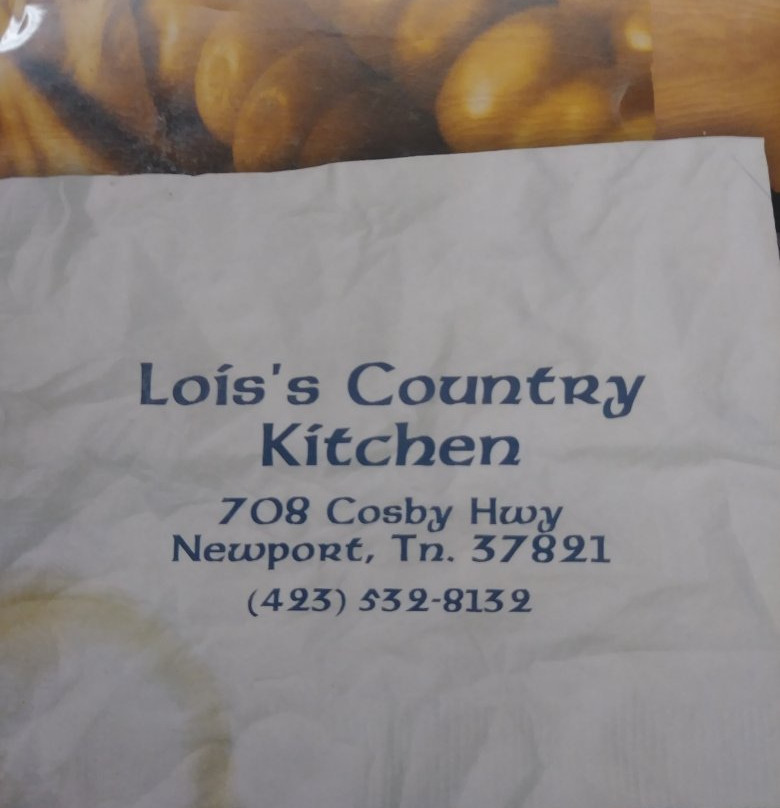 Lois's Country
Kitchen
708 Cosby Hwy
Newport, Tn. 37821
(423) 532-8132